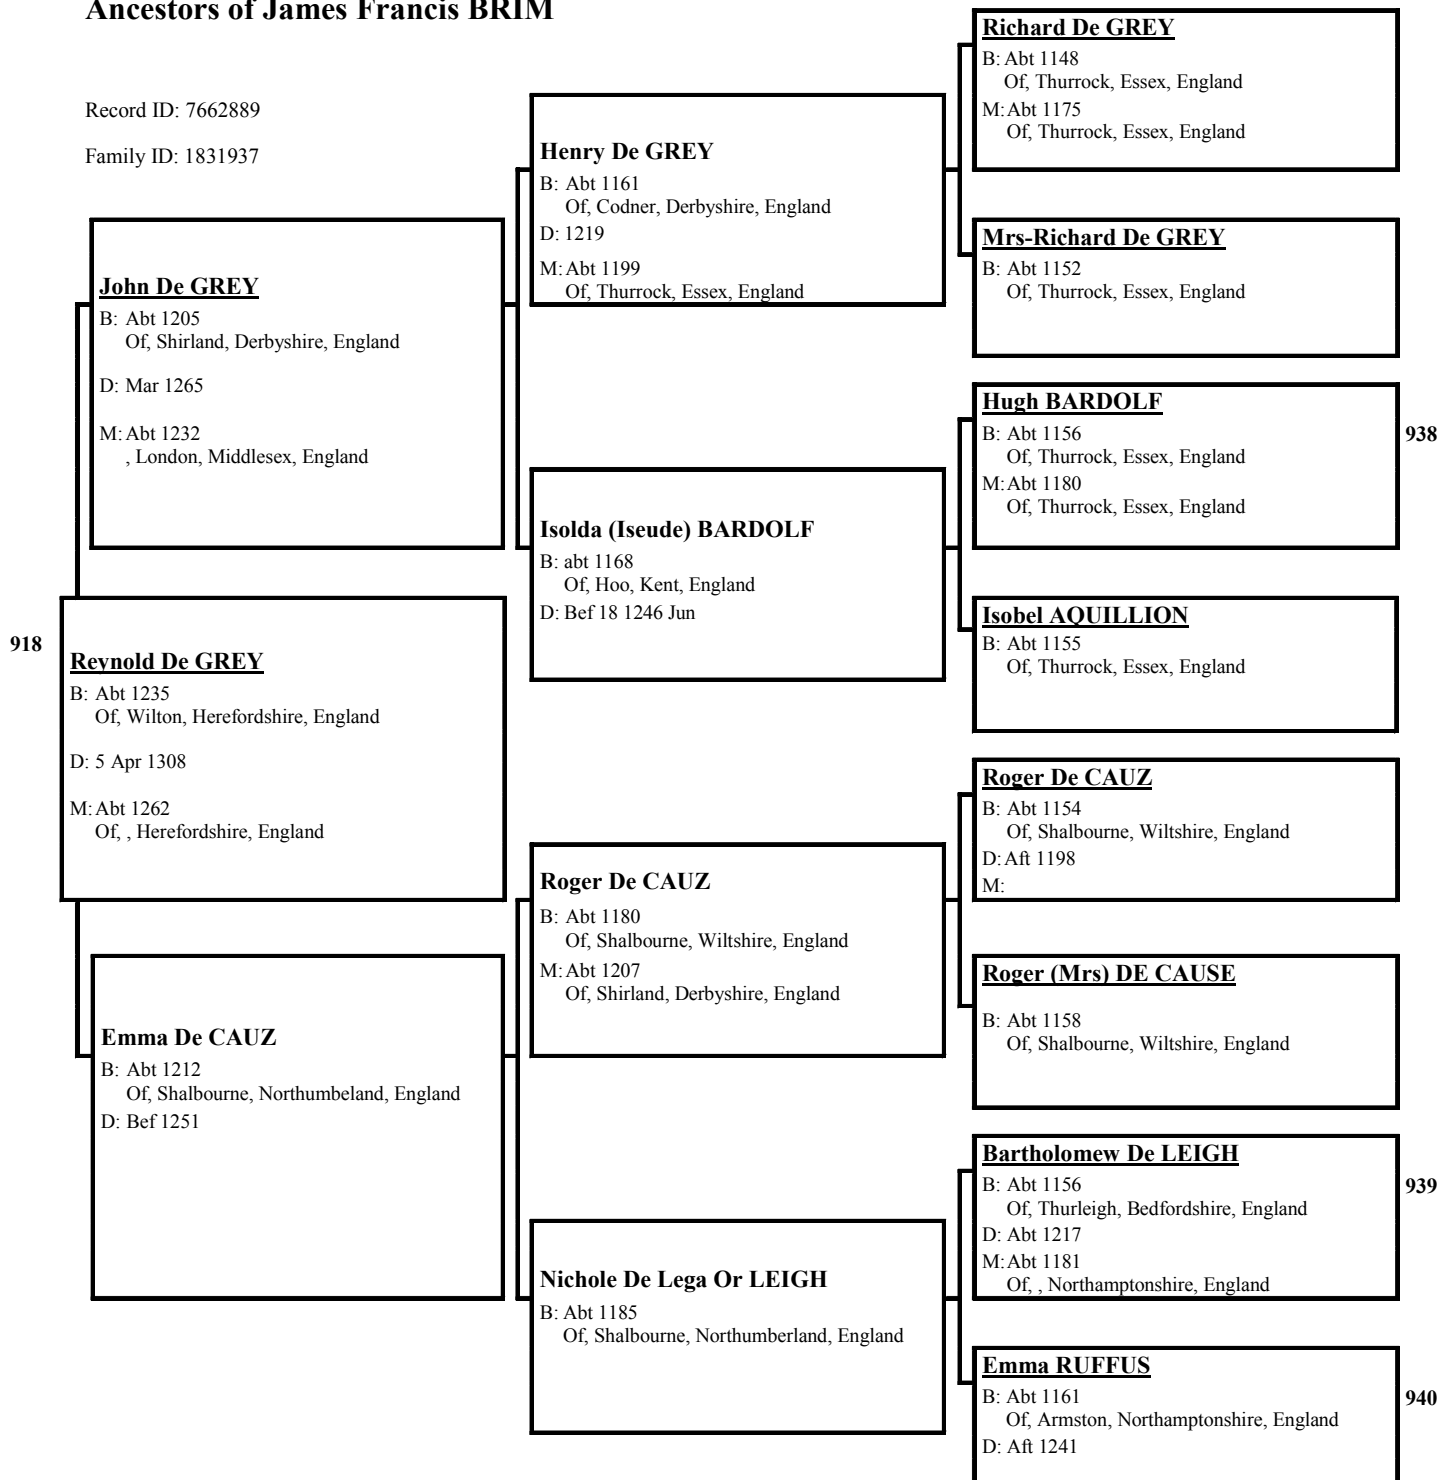 Ancestors of James Francis BRIM
Record ID: 7662889
Family ID: 1831937
Richard De GREY
B: Abt 1148
Of, Thurrock, Essex, England
M: Abt 1175
Of, Thurrock, Essex, England
Henry De GREY
B: Abt 1161
Of, Codner, Derbyshire, England
D: 1219
M: Abt 1199
Of, Thurrock, Essex, England
Mrs-Richard De GREY
B: Abt 1152
Of, Thurrock, Essex, England
John De GREY
B: Abt 1205
Of, Shirland, Derbyshire, England
D: Mar 1265
M: Abt 1232
, London, Middlesex, England
Hugh BARDOLF
B: Abt 1156
Of, Thurrock, Essex, England
M: Abt 1180
Of, Thurrock, Essex, England
938
Isolda (Iseude) BARDOLF
B: abt 1168
Of, Hoo, Kent, England
D: Bef 18 1246 Jun
Isobel AQUILLION
B: Abt 1155
Of, Thurrock, Essex, England
918
Reynold De GREY
B: Abt 1235
Of, Wilton, Herefordshire, England
D: 5 Apr 1308
M: Abt 1262
Of, , Herefordshire, England
Roger De CAUZ
B: Abt 1154
Of, Shalbourne, Wiltshire, England
D: Aft 1198
M:
Roger De CAUZ
B: Abt 1180
Of, Shalbourne, Wiltshire, England
M: Abt 1207
Of, Shirland, Derbyshire, England
Roger (Mrs) DE CAUSE
B: Abt 1158
Of, Shalbourne, Wiltshire, England
Emma De CAUZ
B: Abt 1212
Of, Shalbourne, Northumbeland, England
D: Bef 1251
Bartholomew De LEIGH
B: Abt 1156
Of, Thurleigh, Bedfordshire, England
D: Abt 1217
M: Abt 1181
Of, , Northamptonshire, England
939
Nichole De Lega Or LEIGH
B: Abt 1185
Of, Shalbourne, Northumberland, England
Emma RUFFUS
B: Abt 1161
Of, Armston, Northamptonshire, England
D: Aft 1241
940